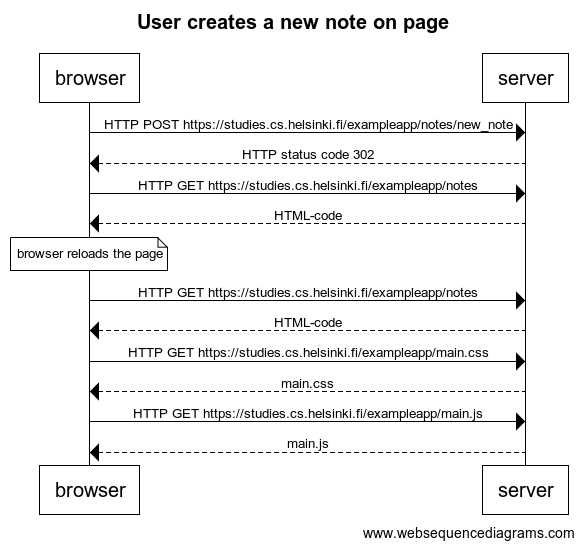 User creates a new note on page
browser server
HTTP POST https://studies.cs.helsinki.fi/exampleapp/notes/new_note
HTTP status code 302
HTTP GET https://studies.cs.helsinki.fi/exampleapp/notes
HTML-code
browser reloads the page
HTTP GET https://studies.cs.helsinki.fi/exampleapp/notes
HTML-code
HTTP GET https://studies.cs.helsinki.fi/exampleapp/main.css
main.css
HTTP GET https://studies.cs.helsinki.fi/exampleapp/main.js
main.js
browser server
www.websequencediagrams.com